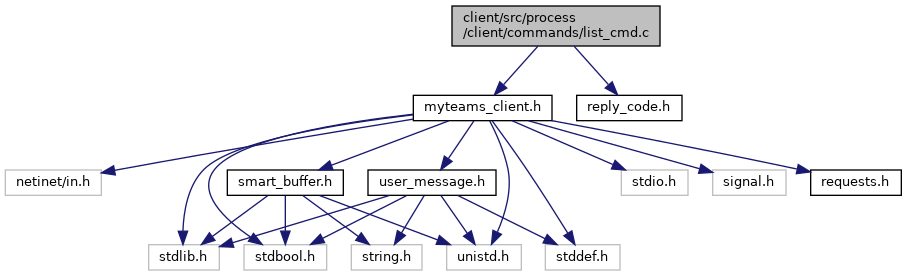 client/src/process
/client/commands/list_cmd.c
myteams_client.h
reply_code.h
netinet/in.h
smart_buffer.h
user_message.h
stdio.h
signal.h
requests.h
stdlib.h
stdbool.h
string.h
unistd.h
stddef.h